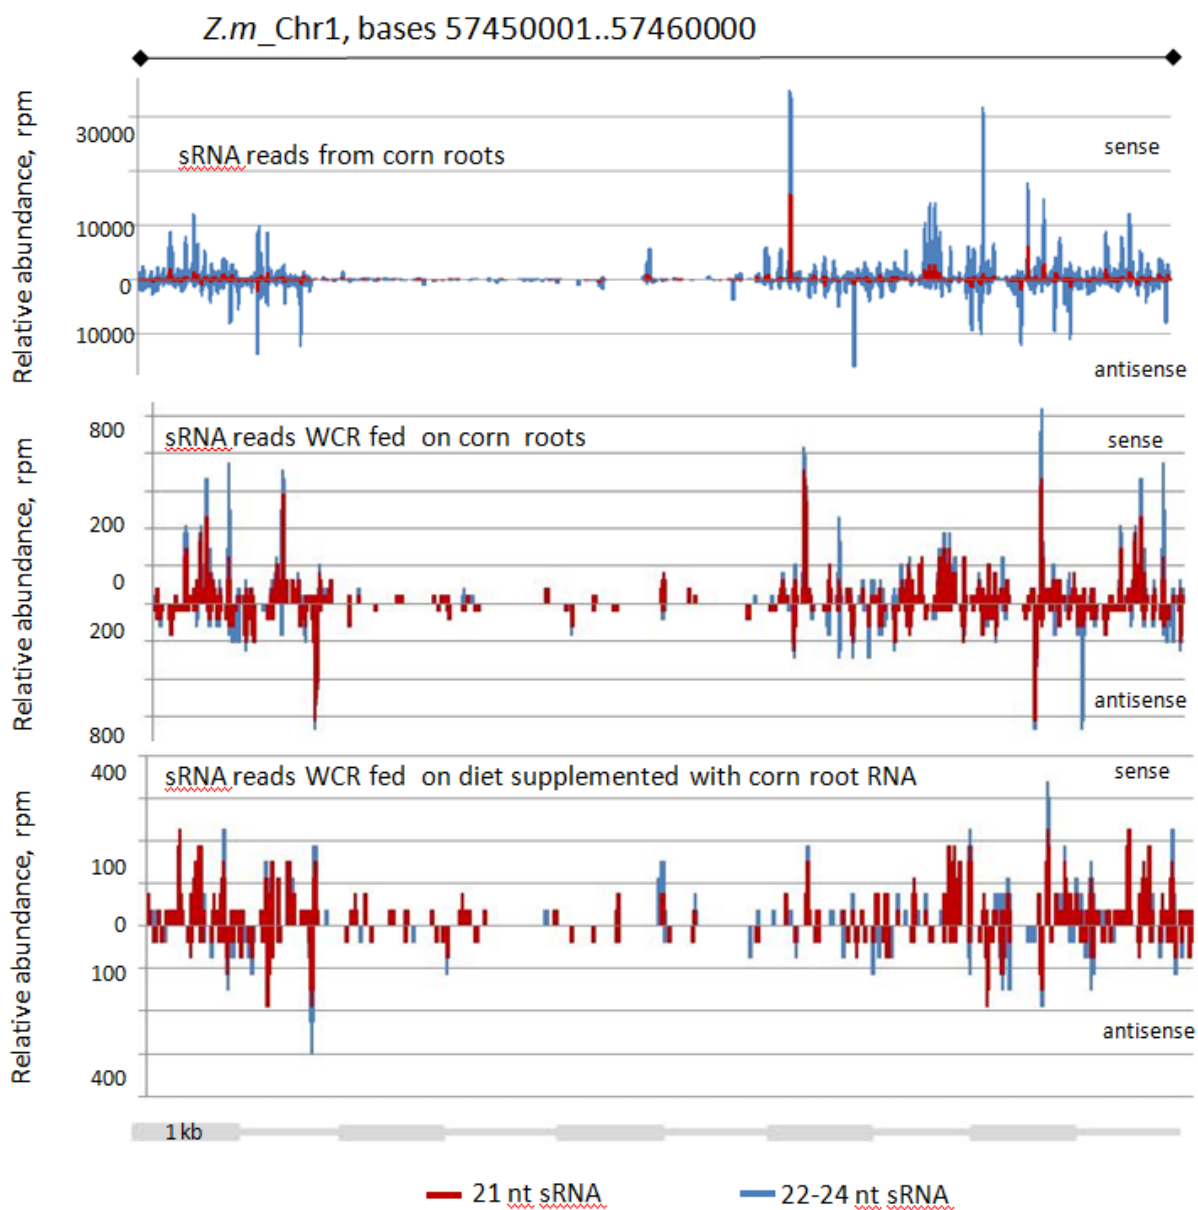 Z.m_Chr1, bases 57450001..57460000
Relative abundance, rpm
30000
10000
0
10000
sRNA reads from corn roots
sense
antisense
Relative abundance, rpm
800
200
0
200
800
sRNA reads WCR fed on corn roots
sense
antisense
Relative abundance, rpm
400
100
0
100
400
sRNA reads WCR fed on diet supplemented with corn root RNA
sense
antisense
1 kb
21 nt sRNA
22-24 nt sRNA